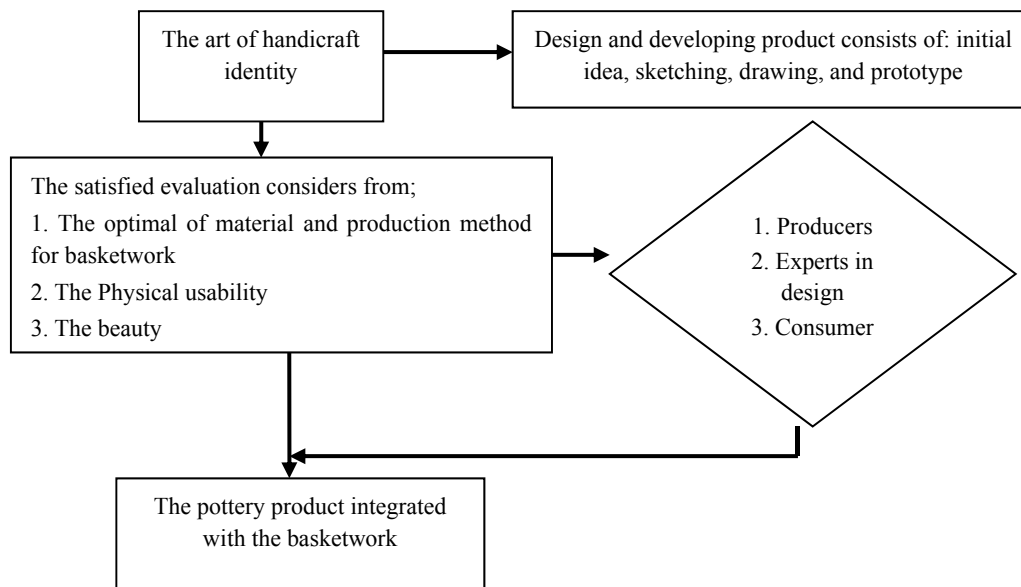 The art of handicraft
identity
Design and developing product consists of: initial
idea, sketching, drawing, and prototype
The satisfied evaluation considers from;
1. The optimal of material and production method
for basketwork
2. The Physical usability
3. The beauty
1. Producers
2. Experts in
design
3. Consumer
The pottery product integrated
with the basketwork